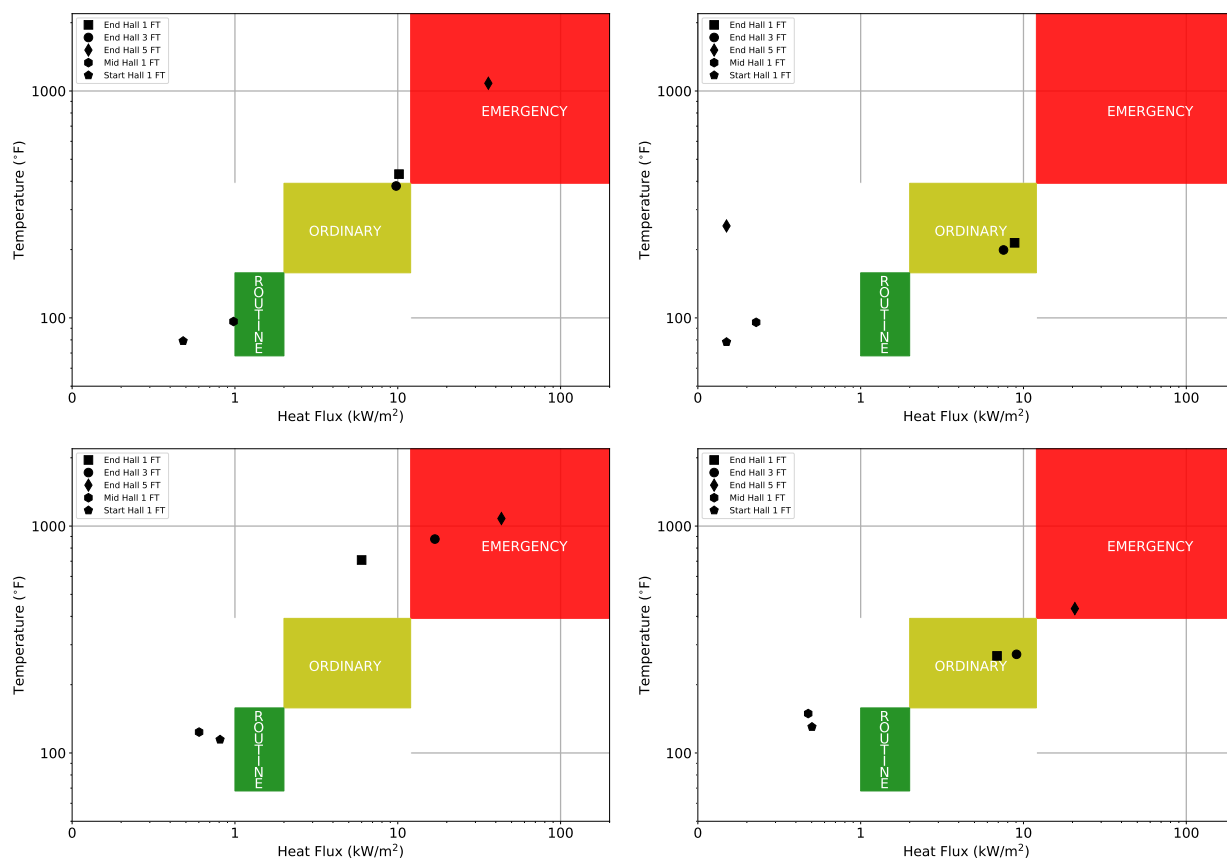 End Hall 1 FT
End Hall 3 FT
End Hall 5 FT
Mid Hall 1 FT
Start Hall 1 FT
1000
100
Temperature (°F)
EMERGENCY
ORDINARY
ROUTINE
0 1 10 100
Heat Flux (kW/m²)
End Hall 1 FT
End Hall 3 FT
End Hall 5 FT
Mid Hall 1 FT
Start Hall 1 FT
1000
100
Temperature (°F)
EMERGENCY
ORDINARY
ROUTINE
0 1 10 100
Heat Flux (kW/m²)
End Hall 1 FT
End Hall 3 FT
End Hall 5 FT
Mid Hall 1 FT
Start Hall 1 FT
1000
100
Temperature (°F)
EMERGENCY
ORDINARY
ROUTINE
0 1 10 100
Heat Flux (kW/m²)
End Hall 1 FT
End Hall 3 FT
End Hall 5 FT
Mid Hall 1 FT
Start Hall 1 FT
1000
100
Temperature (°F)
EMERGENCY
ORDINARY
ROUTINE
0 1 10 100
Heat Flux (kW/m²)